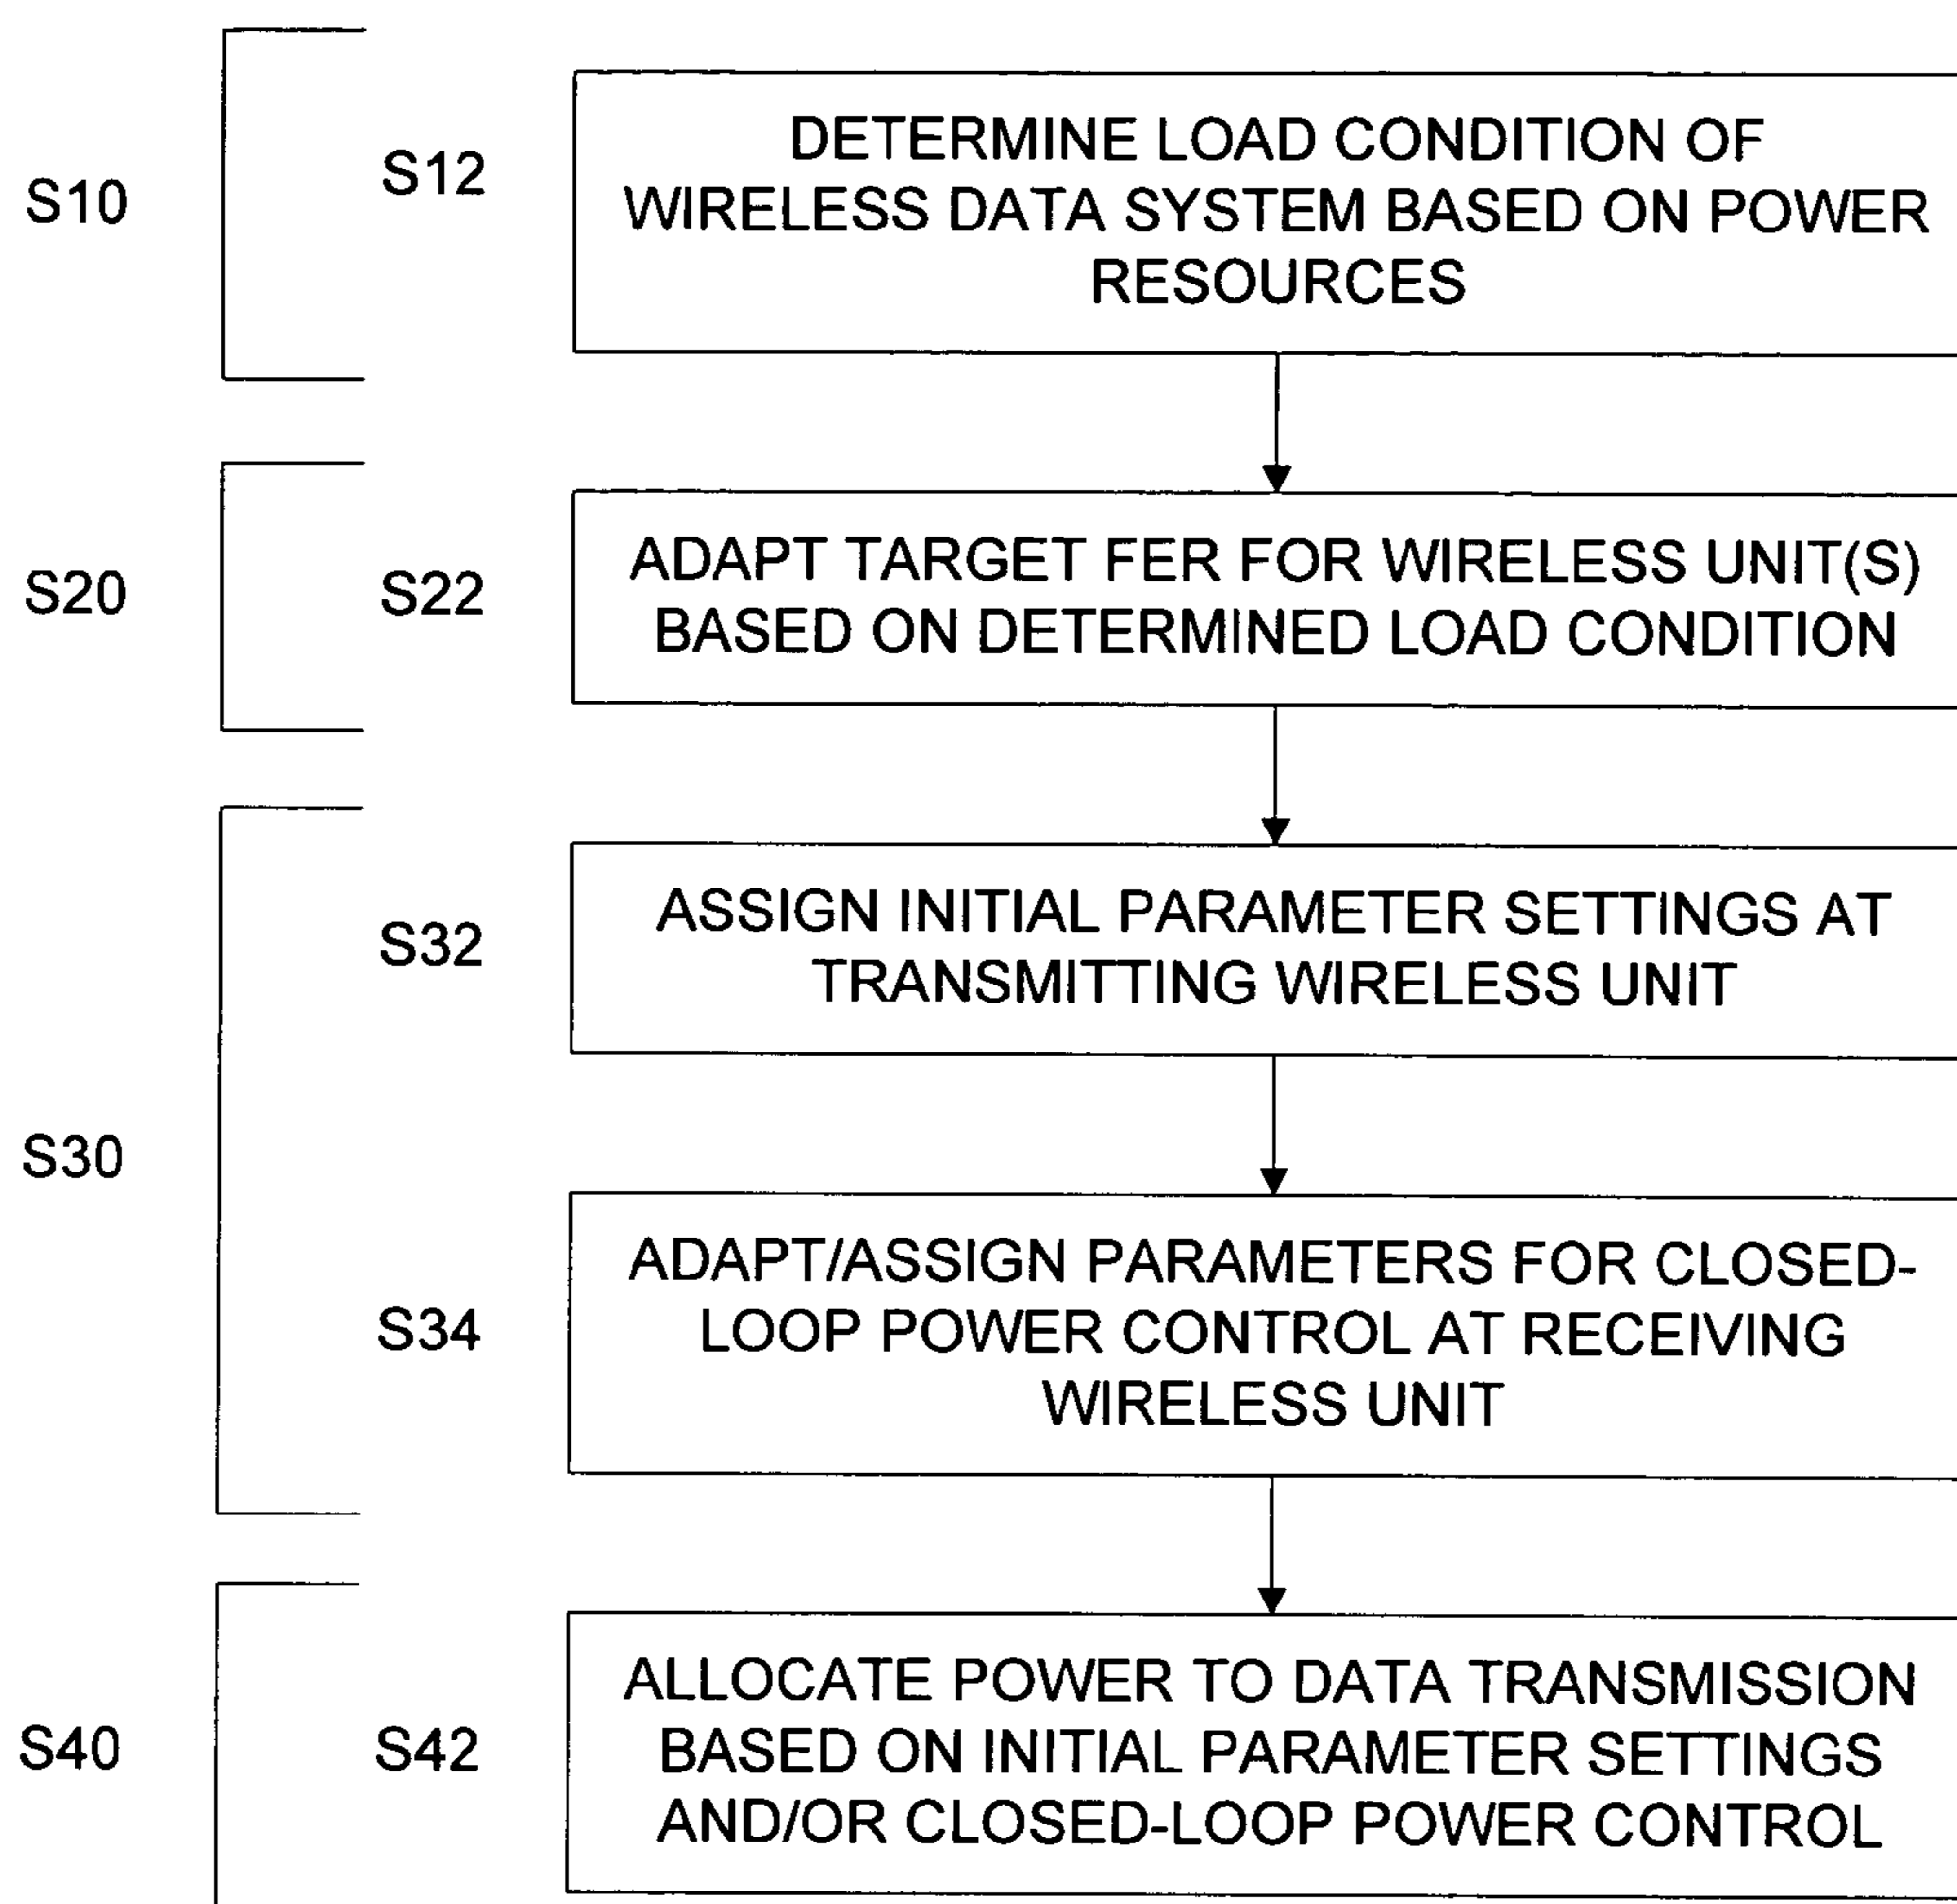 S10
S12
DETERMINE LOAD CONDITION OF
WIRELESS DATA SYSTEM BASED ON POWER
RESOURCES
S20
S22
ADAPT TARGET FER FOR WIRELESS UNIT(S)
BASED ON DETERMINED LOAD CONDITION
S30
S32
ASSIGN INITIAL PARAMETER SETTINGS AT
TRANSMITTING WIRELESS UNIT
S34
ADAPT/ASSIGN PARAMETERS FOR CLOSED-
LOOP POWER CONTROL AT RECEIVING
WIRELESS UNIT
S40
S42
ALLOCATE POWER TO DATA TRANSMISSION
BASED ON INITIAL PARAMETER SETTINGS
AND/OR CLOSED-LOOP POWER CONTROL